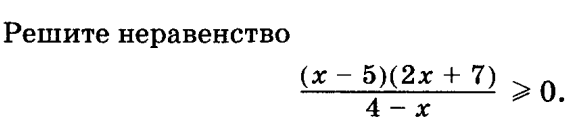 Решите неравенство
(x − 5)(2x + 7)
4 − x
⩾ 0.